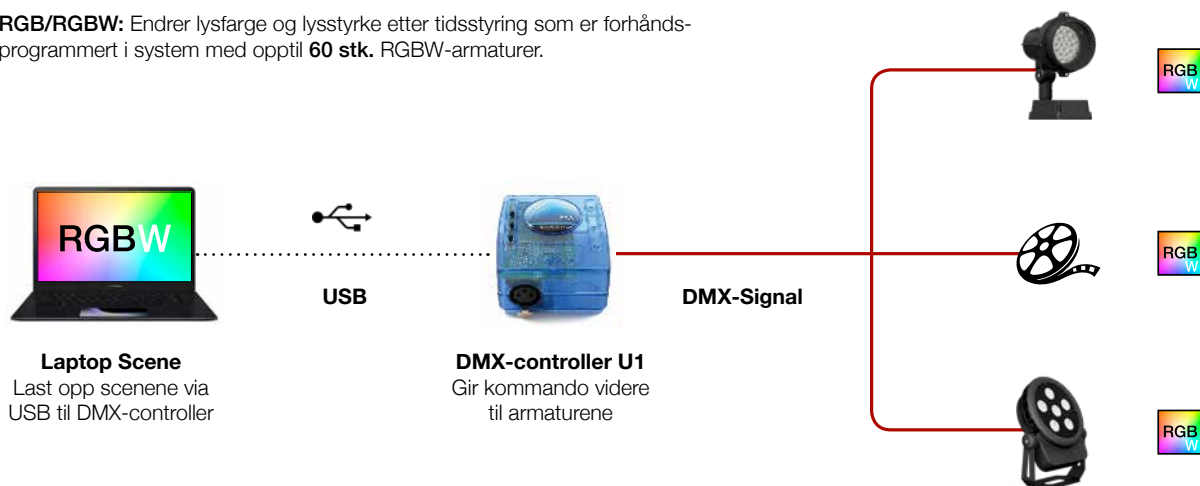 RGB/RGBW: Endrer lysfarge og lysstyrke etter tidsstyring som er forhånds-
programmert i system med opptil 60 stk. RGBW-armaturer.
RGB
W
RGBW
USB
DMX-Signal
RGB
W
Laptop Scene
Last opp scenene via
USB til DMX-controller
DMX-controller U1
Gir kommando videre
til armaturene
RGB
W